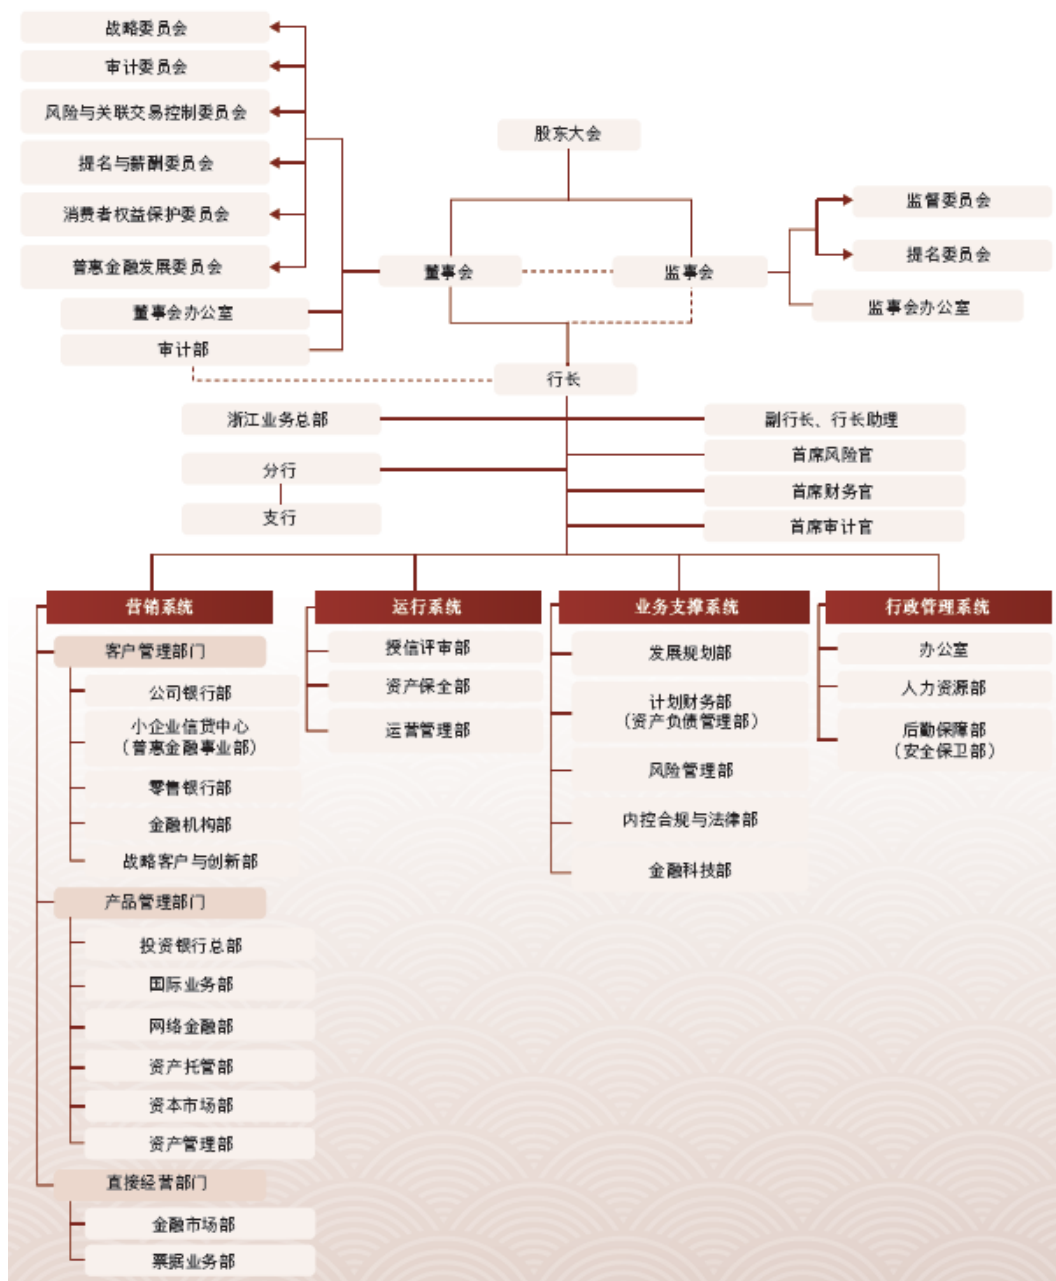 战略委员会
审计委员会
风险与关联交易控制委员会
提名与薪酬委员会
消费者权益保护委员会
普惠金融发展委员会
董事会办公室
审计部
股东大会
董事会
监事会
监督委员会
提名委员会
监事会办公室
行长
浙江业务总部
分行
支行
副行长、行长助理
首席风险官
首席财务官
首席审计官
营销系统
客户管理部门
公司银行部
小企业信贷中心
（普惠金融事业部）
零售银行部
金融机构部
战略客户与创新部
产品管理部门
投资银行总部
国际业务部
网络金融部
资产托管部
资本市场部
资产管理部
直接经营部门
金融市场部
票据业务部
运行系统
授信评审部
资产保全部
运营管理部
业务支撑系统
发展规划部
计划财务部
（资产负债管理部）
风险管理部
内控合规与法律部
金融科技部
行政管理系统
办公室
人力资源部
后勤保障部
（安全保卫部）